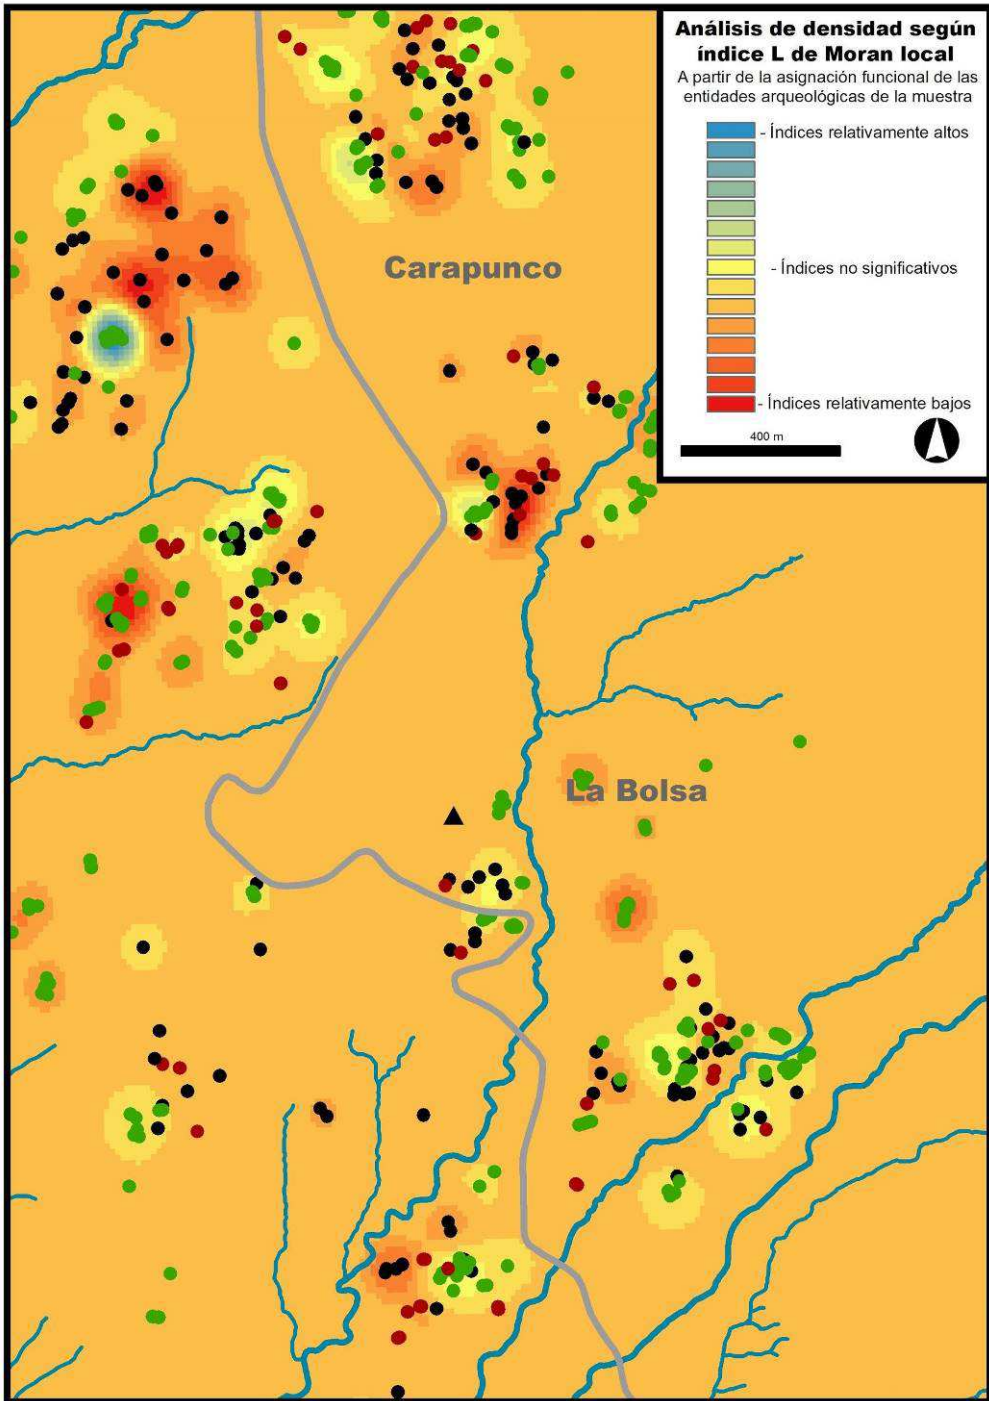 Análisis de densidad según
índice L de Moran local
A partir de la asignación funcional de las
entidades arqueológicas de la muestra
- Índices relativamente altos
- Índices no significativos
- Índices relativamente bajos
400 m
Carapunco
La Bolsa